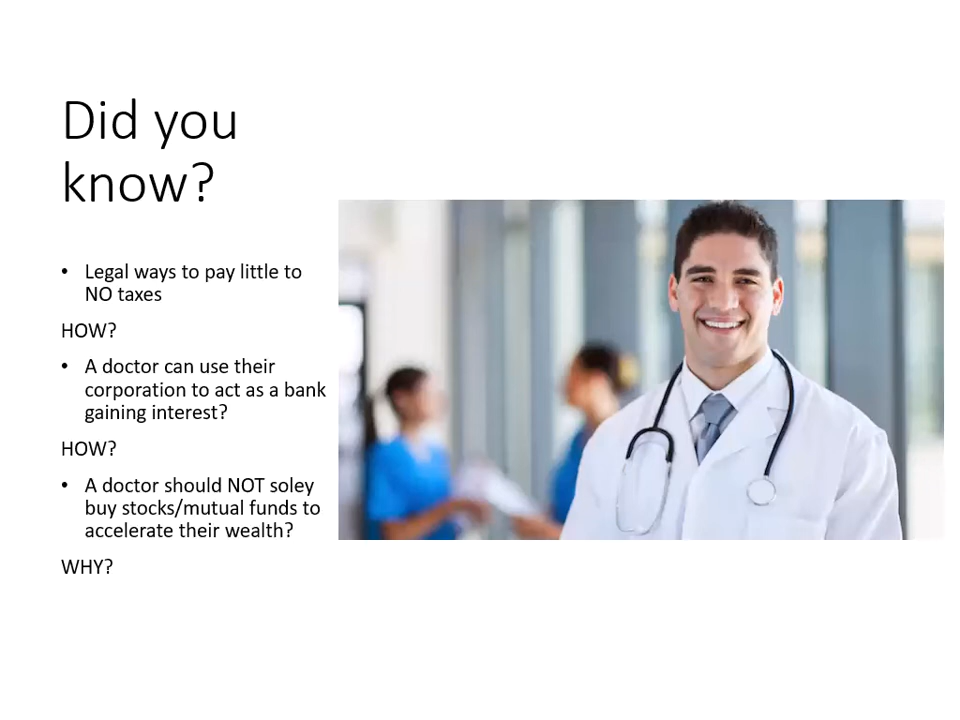 Did you
know?
• Legal ways to pay little to
NO taxes
HOW?
• A doctor can use their
corporation to act as a bank
gaining interest?
HOW?
• A doctor should NOT soley
buy stocks/mutual funds to
accelerate their wealth?
WHY?